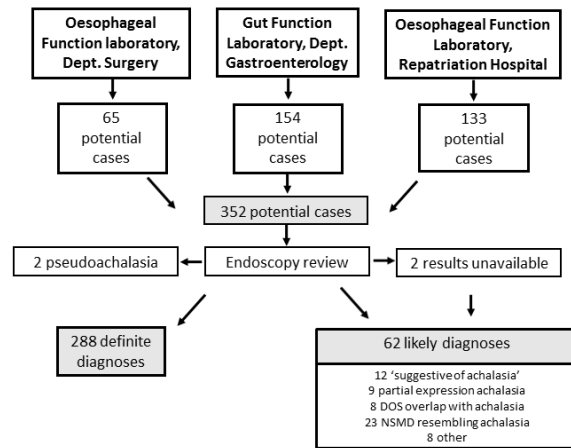 Oesophageal
Function laboratory,
Dept. Surgery
Gut Function
Laboratory, Dept.
Gastroenterology
Oesophageal Function
Laboratory,
Repatriation Hospital
65
potential
cases
154
potential
cases
133
potential
cases
352 potential cases
2 pseudoachalasia
Endoscopy review
2 results unavailable
288 definite
diagnoses
62 likely diagnoses
12 ‘suggestive of achalasia’
9 partial expression achalasia
8 DOS overlap with achalasia
23 NSMD resembling achalasia
8 other